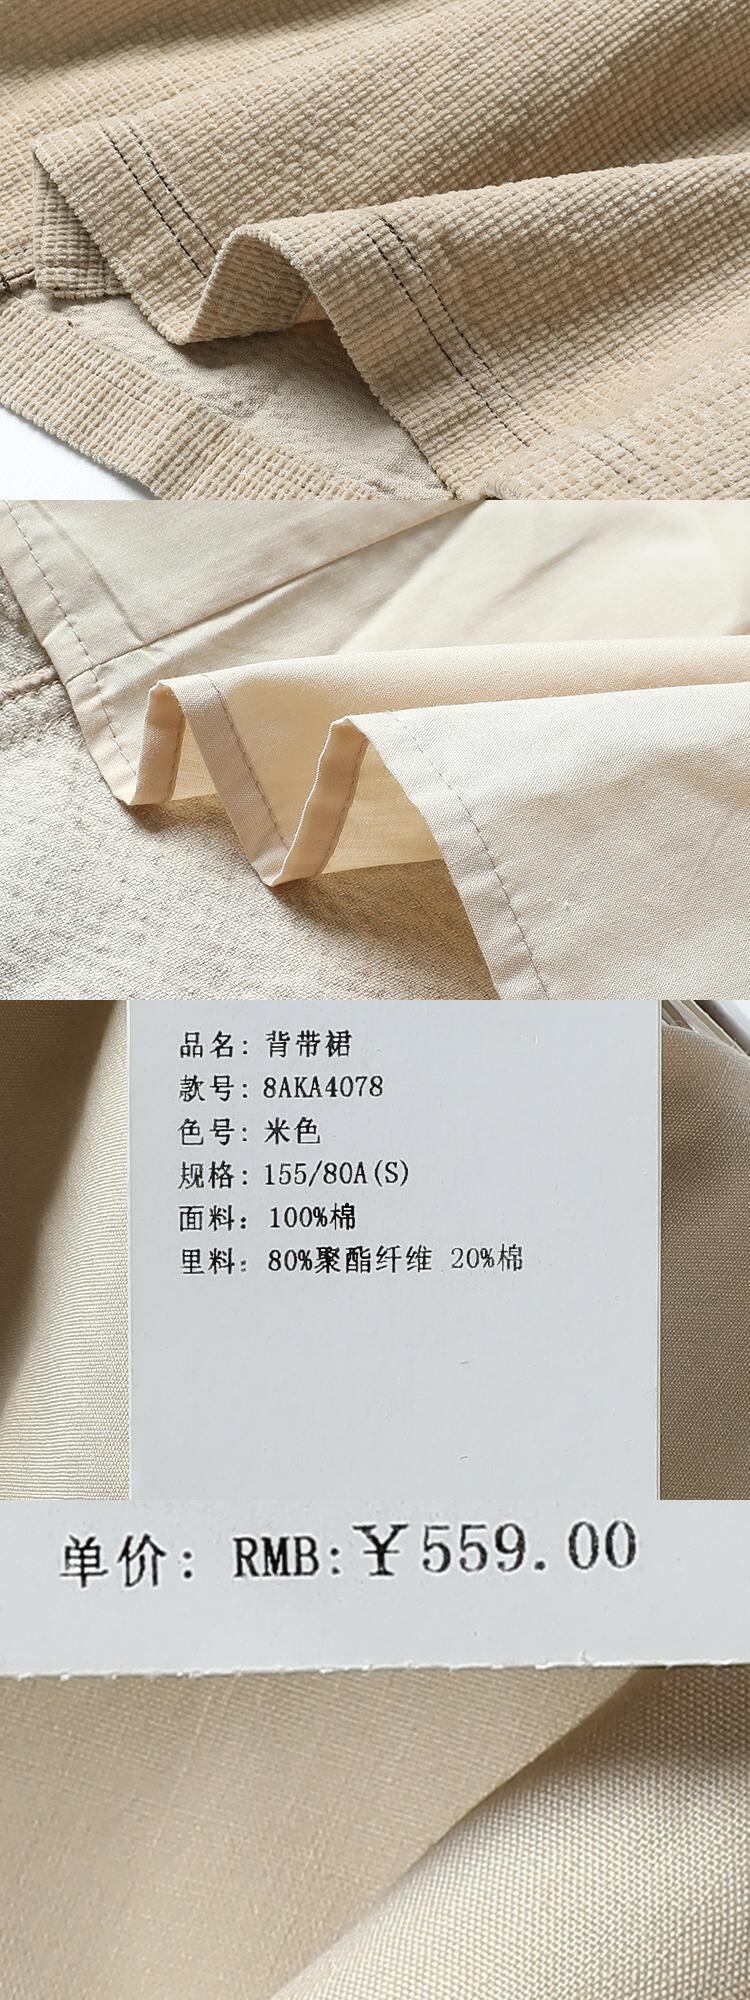 品名: 背带裙
款号: 8AKA4078
色号: 米色
规格: 155/80A(S)
面料: 100%棉
里料: 80%聚酯纤维 20%棉
单价: RMB:¥559.00